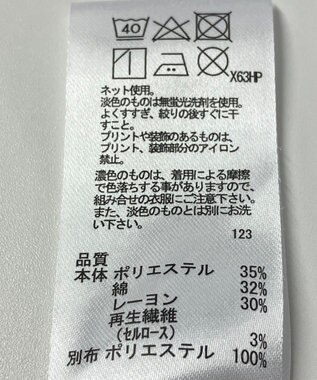 40
X63HP
ネット使用。
淡色のものは無蛍光洗剤を使用。
よくすすぎ、絞りの後すぐに干
すこと。
プリントや装飾のあるものは、
プリント、装飾部分のアイロン
禁止。
濃色のものは、着用による摩擦
で色落ちする事がありますので、
組み合せの衣服にご注意下さい。
また、淡色のものとは別にお洗
い下さい。
123
品質
本体 ポリエステル 35%
綿 32%
レーヨン 30%
再生繊維
(セルロース) 3%
別布 ポリエステル 100%